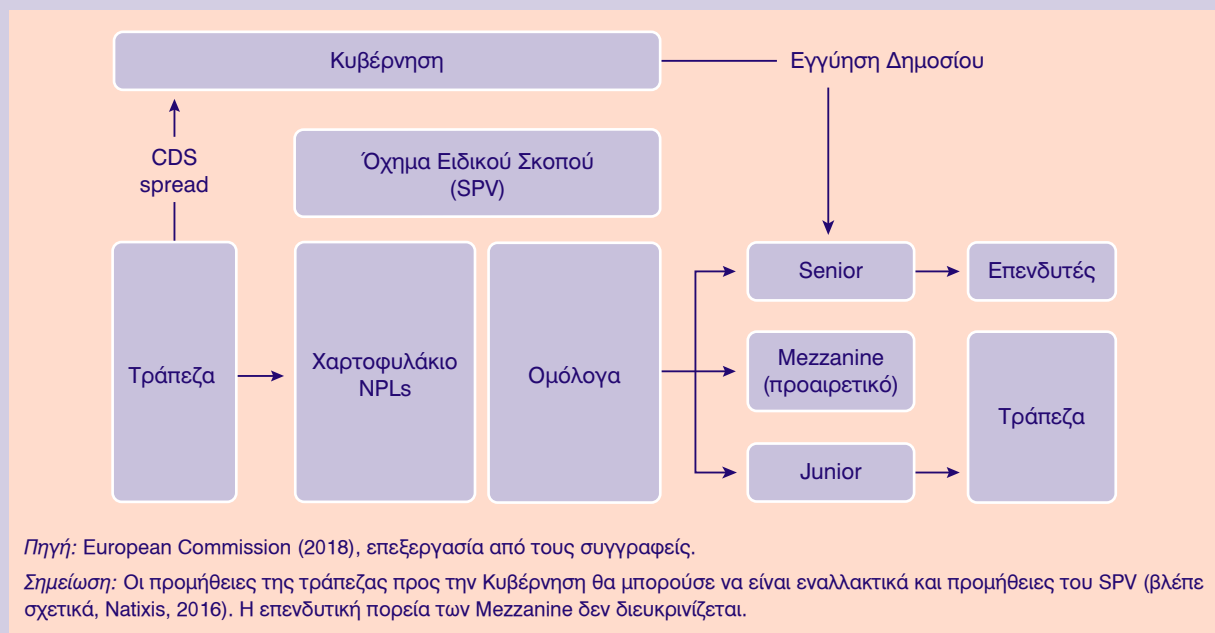 Κυβέρνηση
Εγγύηση Δημοσίου
CDS
spread
Όχημα Ειδικού Σκοπού
(SPV)
Τράπεζα
Χαρτοφυλάκιο
NPLs
Ομόλογα
Senior
Επενδυτές
Mezzanine
(προαιρετικό)
Junior
Τράπεζα
Πηγή: European Commission (2018), επεξεργασία από τους συγγραφείς.
Σημείωση: Οι προμήθειες της τράπεζας προς την Κυβέρνηση θα μπορούσε να είναι εναλλακτικά και προμήθειες του SPV (βλέπε
σχετικά, Natixis, 2016). Η επενδυτική πορεία των Mezzanine δεν διευκρινίζεται.